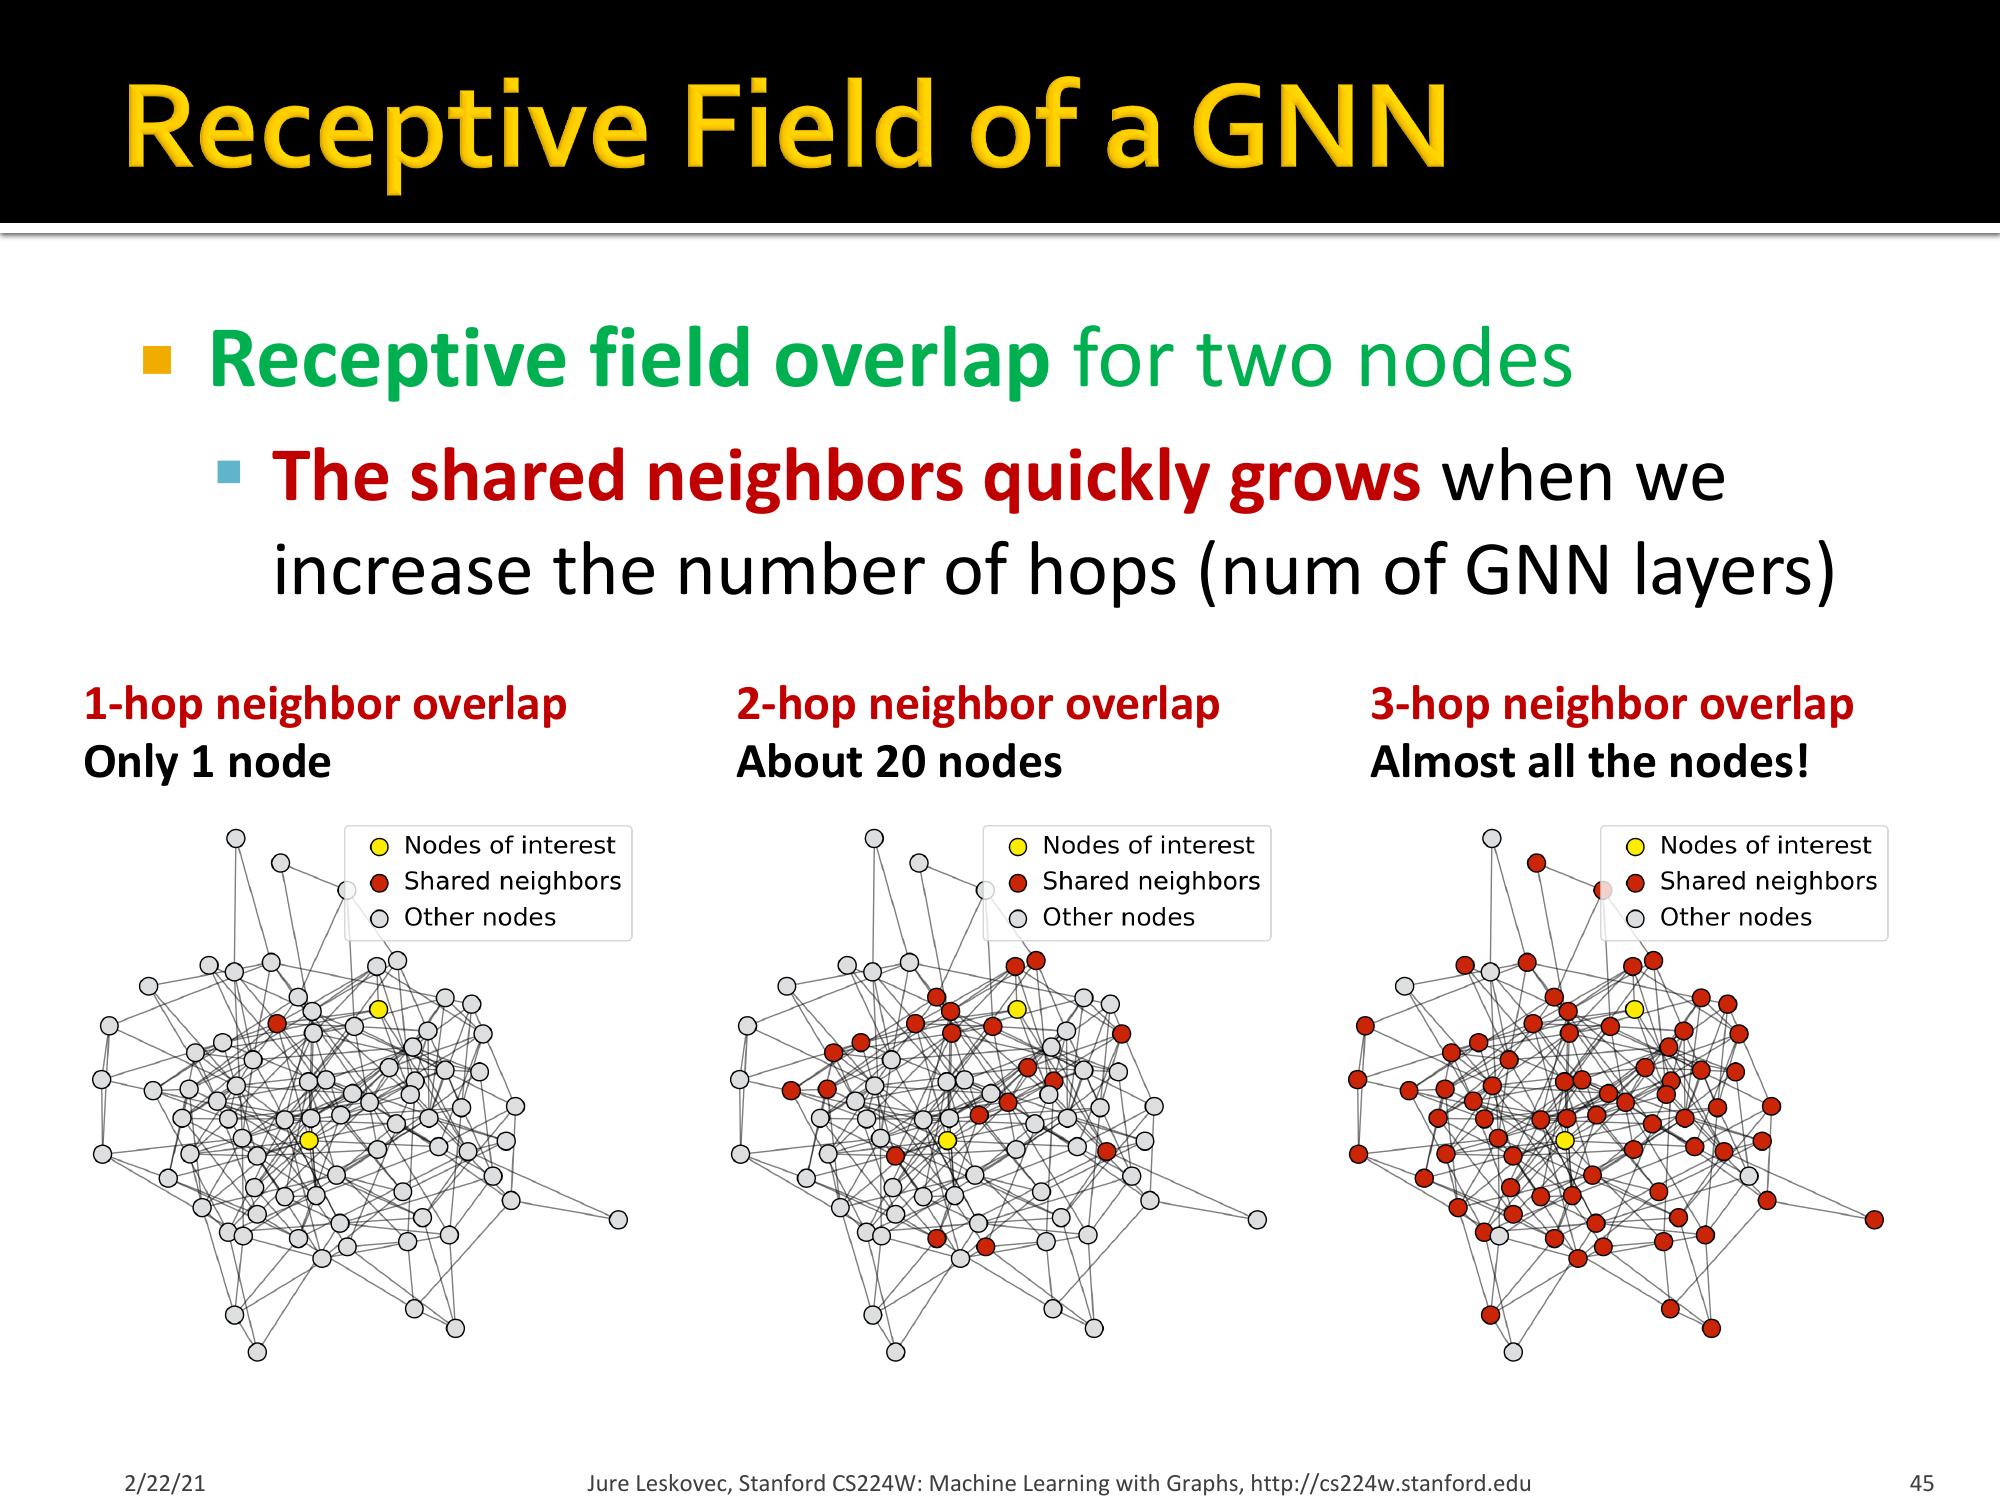 Receptive Field of a GNN
Receptive field overlap for two nodes
The shared neighbors quickly grows when we
increase the number of hops (num of GNN layers)
1-hop neighbor overlap
Only 1 node
2-hop neighbor overlap
About 20 nodes
3-hop neighbor overlap
Almost all the nodes!
Nodes of interest
Shared neighbors
Other nodes
Nodes of interest
Shared neighbors
Other nodes
Nodes of interest
Shared neighbors
Other nodes
2/22/21
Jure Leskovec, Stanford CS224W: Machine Learning with Graphs, http://cs224w.stanford.edu
45